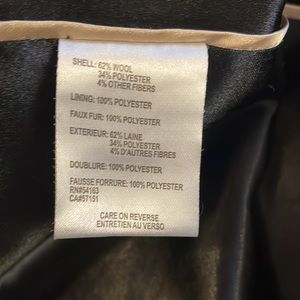 SHELL: 62% WOOL
34% POLYESTER
4% OTHER FIBERS
LINING: 100% POLYESTER
FAUX FUR: 100% POLYESTER
EXTERIEUR: 62% LAINE
34% POLYESTER
4% D'AUTRES FIBRES
DOUBLURE: 100% POLYESTER
FAUSSE FORRURE: 100% POLYESTER
RN#54163
CA#57151
CARE ON REVERSE
ENTRETIEN AU VERSO